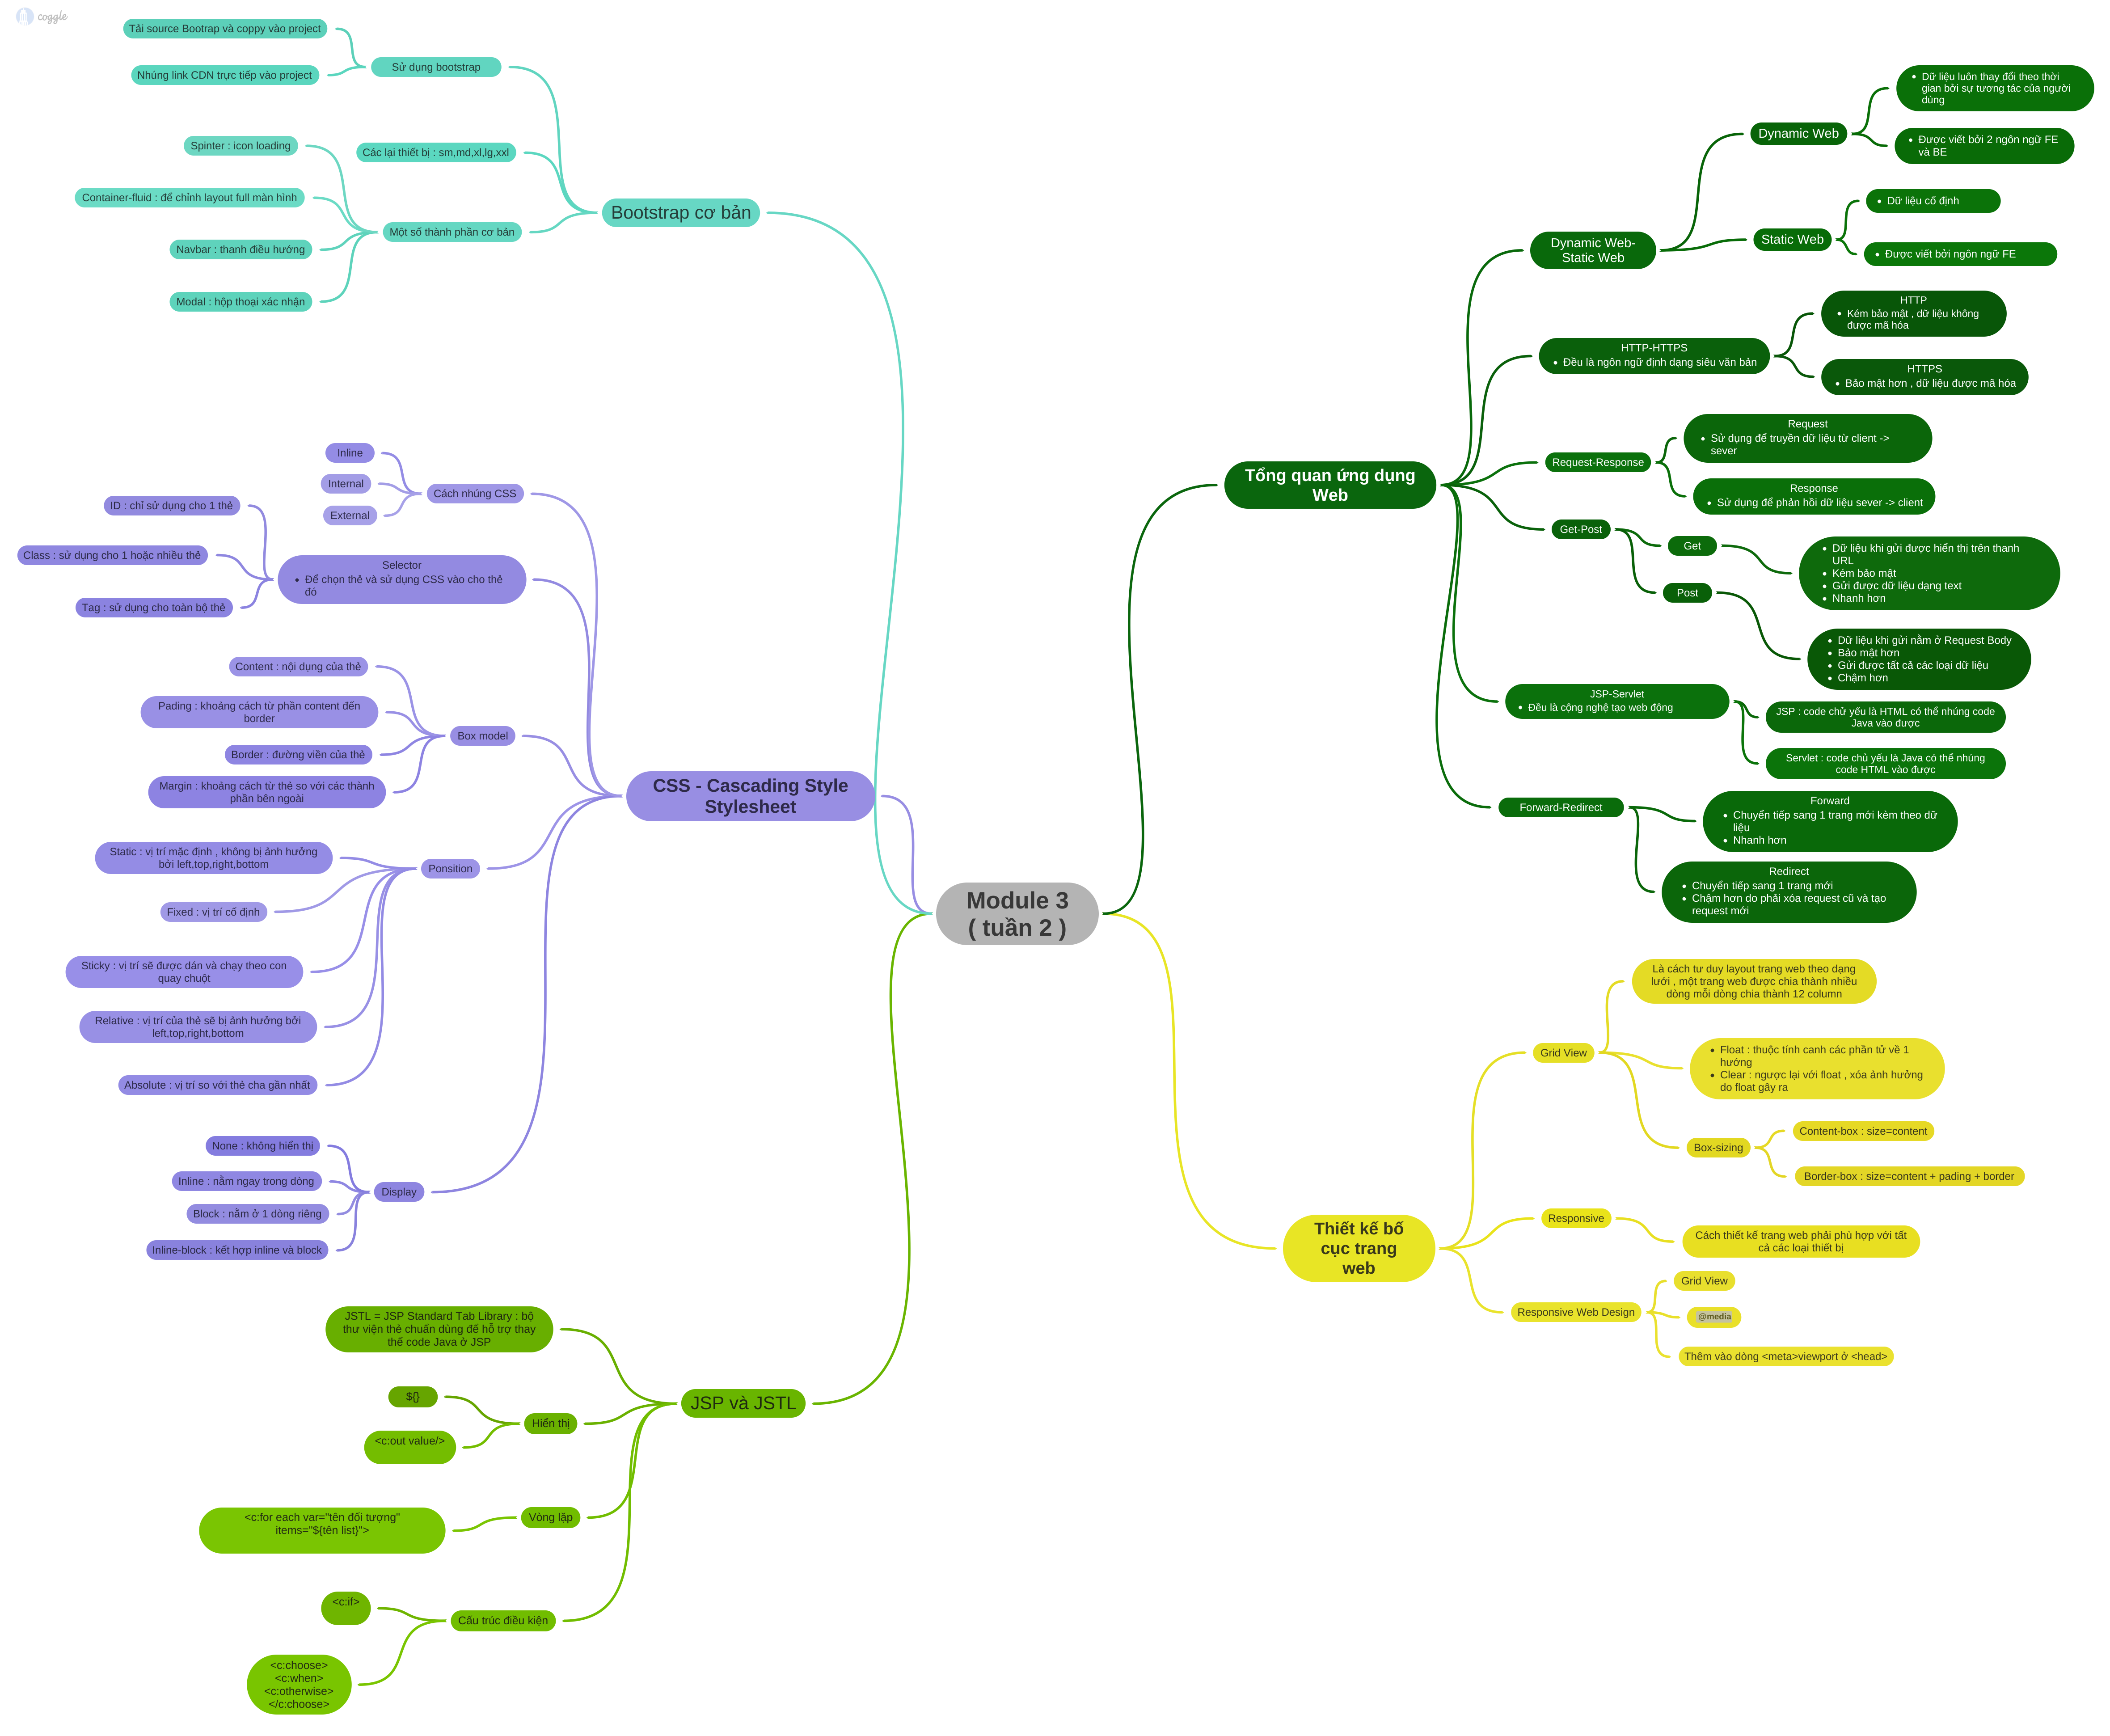 coggle
Tải source Bootrap và coppy vào project
Nhúng link CDN trực tiếp vào project
Sử dụng bootstrap
Các lại thiết bị : sm,md,xl,lg,xxl
Spinter : icon loading
Container-fluid : để chỉnh layout full màn hình
Navbar : thanh điều hướng
Modal : hộp thoại xác nhận
Một số thành phần cơ bản
Bootstrap cơ bản
Inline
Internal
External
Cách nhúng CSS
ID : chỉ sử dụng cho 1 thẻ
Class : sử dụng cho 1 hoặc nhiều thẻ
Tag : sử dụng cho toàn bộ thẻ
Selector
• Để chọn thẻ và sử dụng CSS vào cho thẻ
đó
Content : nội dung của thẻ
Pading : khoảng cách từ phần content đến
border
Border : đường viền của thẻ
Margin : khoảng cách từ thẻ so với các thành
phần bên ngoài
Box model
CSS - Cascading Style
Stylesheet
Static : vị trí mặc định , không bị ảnh hưởng
bởi left,top,right,bottom
Fixed : vị trí cố định
Sticky : vị trí sẽ được dán và chạy theo con
quay chuột
Relative : vị trí của thẻ sẽ bị ảnh hưởng bởi
left,top,right,bottom
Absolute : vị trí so với thẻ cha gần nhất
Ponsition
None : không hiển thị
Inline : nằm ngay trong dòng
Block : nằm ở 1 dòng riêng
Inline-block : kết hợp inline và block
Display
JSTL = JSP Standard Tab Library : bộ
thư viện thẻ chuẩn dùng để hỗ trợ thay
thế code Java ở JSP
${}
<c:out value/>
Hiển thị
JSP và JSTL
<c:for each var="tên đối tượng"
items="${tên list}">
Vòng lặp
<c:if>
<c:choose>
<c:when>
<c:otherwise>
</c:choose>
Cấu trúc điều kiện
Module 3
( tuần 2 )
Tổng quan ứng dụng
Web
Dynamic Web-
Static Web
Dynamic Web
• Dữ liệu luôn thay đổi theo thời
gian bởi sự tương tác của người
dùng
• Được viết bởi 2 ngôn ngữ FE
và BE
Static Web
• Dữ liệu cố định
• Được viết bởi ngôn ngữ FE
HTTP-HTTPS
• Đều là ngôn ngữ định dạng siêu văn bản
HTTP
• Kém bảo mật , dữ liệu không
được mã hóa
HTTPS
• Bảo mật hơn , dữ liệu được mã hóa
Request-Response
Request
• Sử dụng để truyền dữ liệu từ client ->
sever
Response
• Sử dụng để phản hồi dữ liệu sever -> client
Get-Post
Get
• Dữ liệu khi gửi được hiển thị trên thanh
URL
• Kém bảo mật
• Gửi được dữ liệu dạng text
• Nhanh hơn
Post
• Dữ liệu khi gửi nằm ở Request Body
• Bảo mật hơn
• Gửi được tất cả các loại dữ liệu
• Chậm hơn
JSP-Servlet
• Đều là cộng nghệ tạo web động
JSP : code chử yếu là HTML có thể nhúng code
Java vào được
Servlet : code chủ yếu là Java có thể nhúng
code HTML vào được
Forward-Redirect
Forward
• Chuyển tiếp sang 1 trang mới kèm theo dữ
liệu
• Nhanh hơn
Redirect
• Chuyển tiếp sang 1 trang mới
• Chậm hơn do phải xóa request cũ và tạo
request mới
Thiết kế bố
cục trang
web
Grid View
Là cách tư duy layout trang web theo dạng
lưới , một trang web được chia thành nhiều
dòng mỗi dòng chia thành 12 column
• Float : thuộc tính canh các phần tử về 1
hướng
• Clear : ngược lại với float , xóa ảnh hưởng
do float gây ra
Box-sizing
Content-box : size=content
Border-box : size=content + pading + border
Responsive
Cách thiết kế trang web phải phù hợp với tất
cả các loại thiết bị
Responsive Web Design
Grid View
@media
Thêm vào dòng <meta>viewport ở <head>